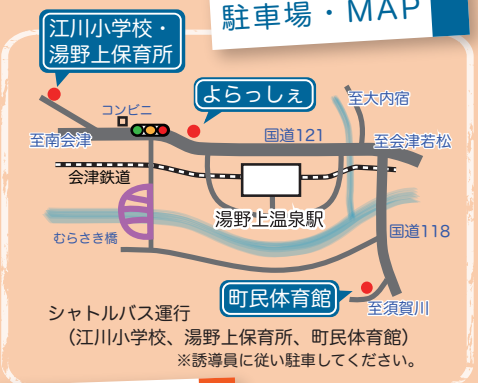 駐車場・MAP
江川小学校・
湯野上保育所
よらっしぇ
コンビニ
至大内宿
至南会津
国道121
至会津若松
会津鉄道
湯野上温泉駅
むらさき橋
国道118
町民体育館
至須賀川
シャトルバス運行
(江川小学校、湯野上保育所、町民体育館)
※誘導員に従い駐車してください。